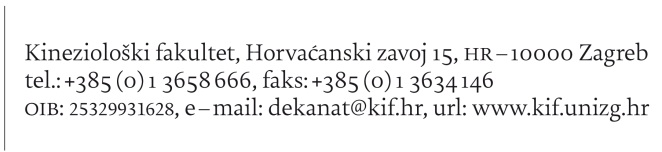 Kineziološki fakultet, Horvaćanski zavoj 15, HR–10000 Zagreb
tel.: +385 (0) 1 3658 666, faks: +385 (0) 1 3634 146
OIB: 25329931628, e–mail: dekanat@kif.hr, url: www.kif.unizg.hr